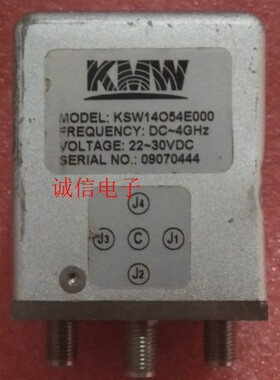 KMW
MODEL: KSW14O54E000
FREQUENCY: DC~4GHz
VOLTAGE: 22~30VDC
SERIAL NO.: 09070444
诚信电子
J4
J3 C J1
J2